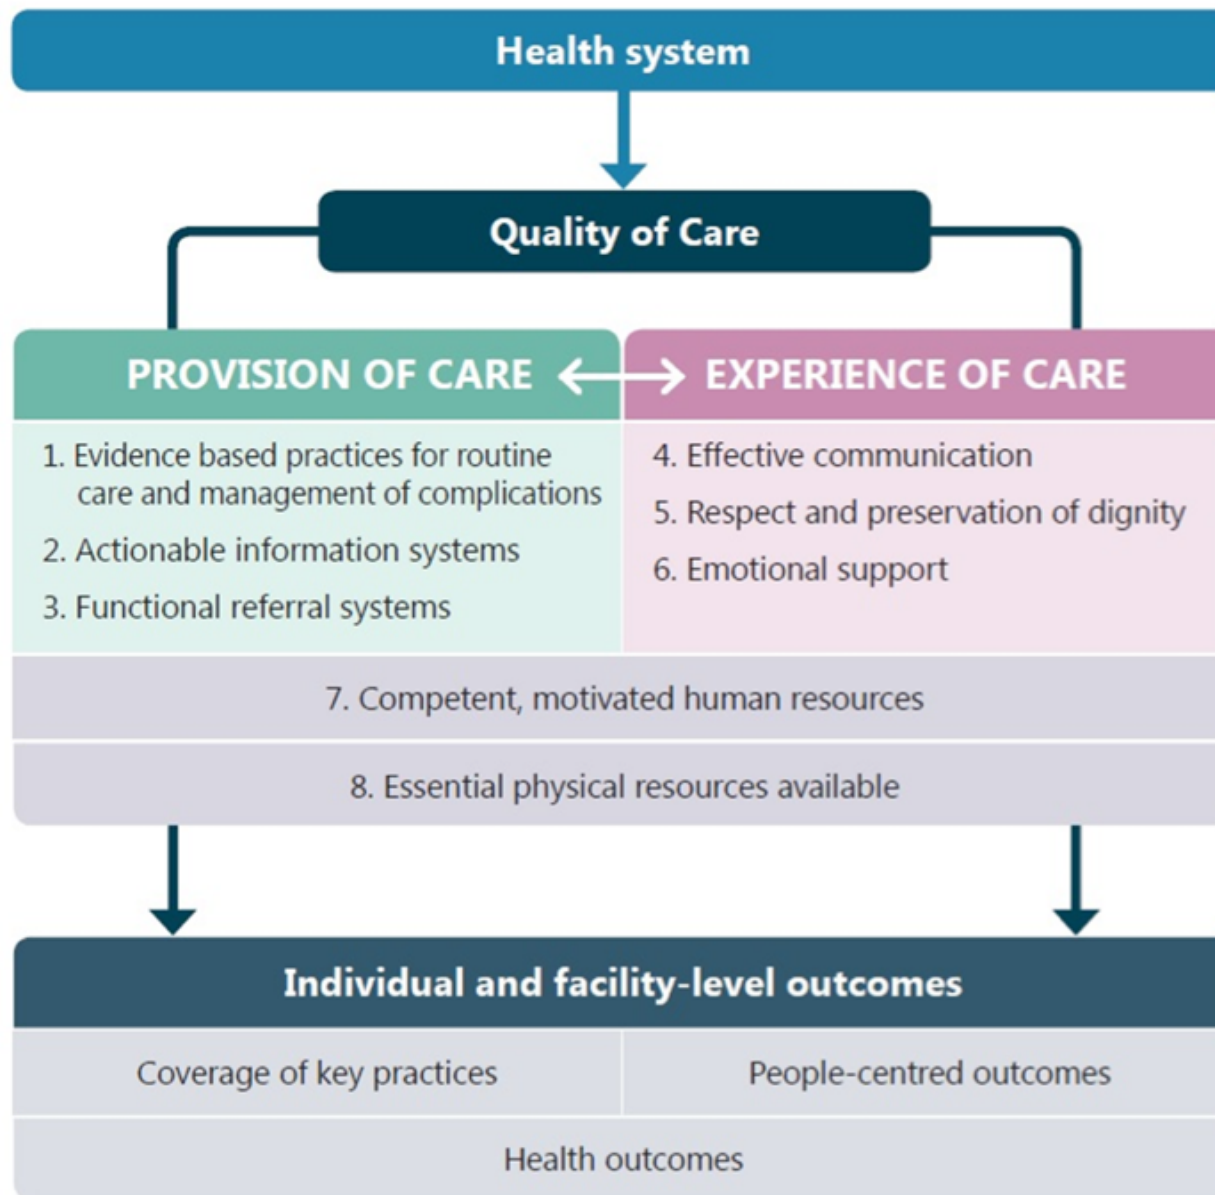 Health system
Quality of Care
PROVISION OF CARE
1. Evidence based practices for routine
care and management of complications
2. Actionable information systems
3. Functional referral systems
EXPERIENCE OF CARE
4. Effective communication
5. Respect and preservation of dignity
6. Emotional support
7. Competent, motivated human resources
8. Essential physical resources available
Individual and facility-level outcomes
Coverage of key practices
People-centred outcomes
Health outcomes